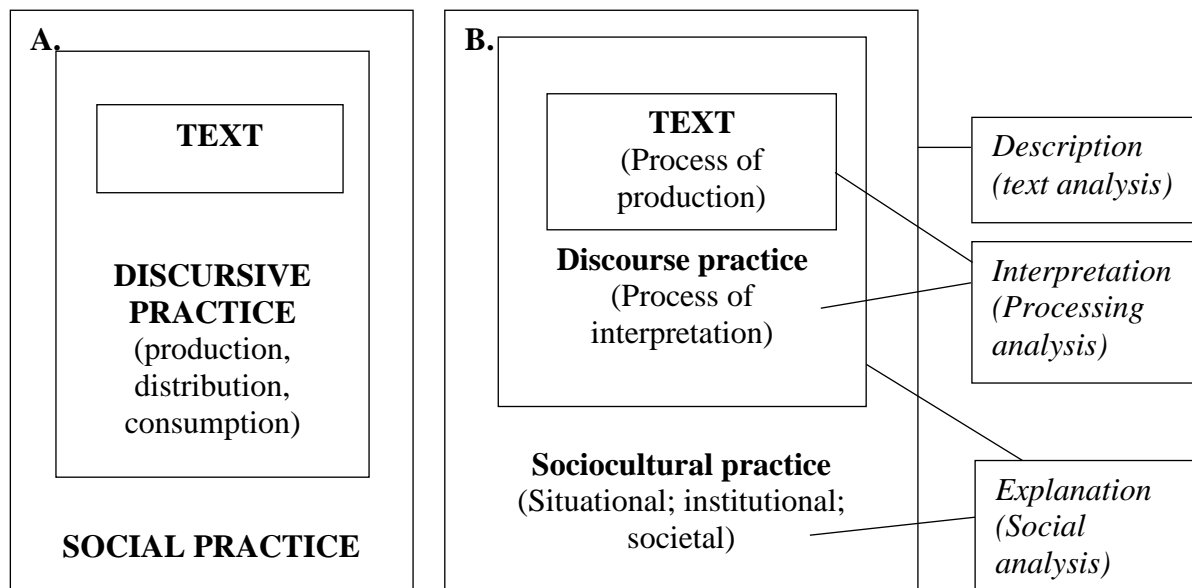 A.
TEXT
DISCURSIVE
PRACTICE
(production,
distribution,
consumption)
SOCIAL PRACTICE
B.
TEXT
(Process of
production)
Discourse practice
(Process of
interpretation)
Sociocultural practice
(Situational; institutional;
societal)
Description
(text analysis)
Interpretation
(Processing
analysis)
Explanation
(Social
analysis)